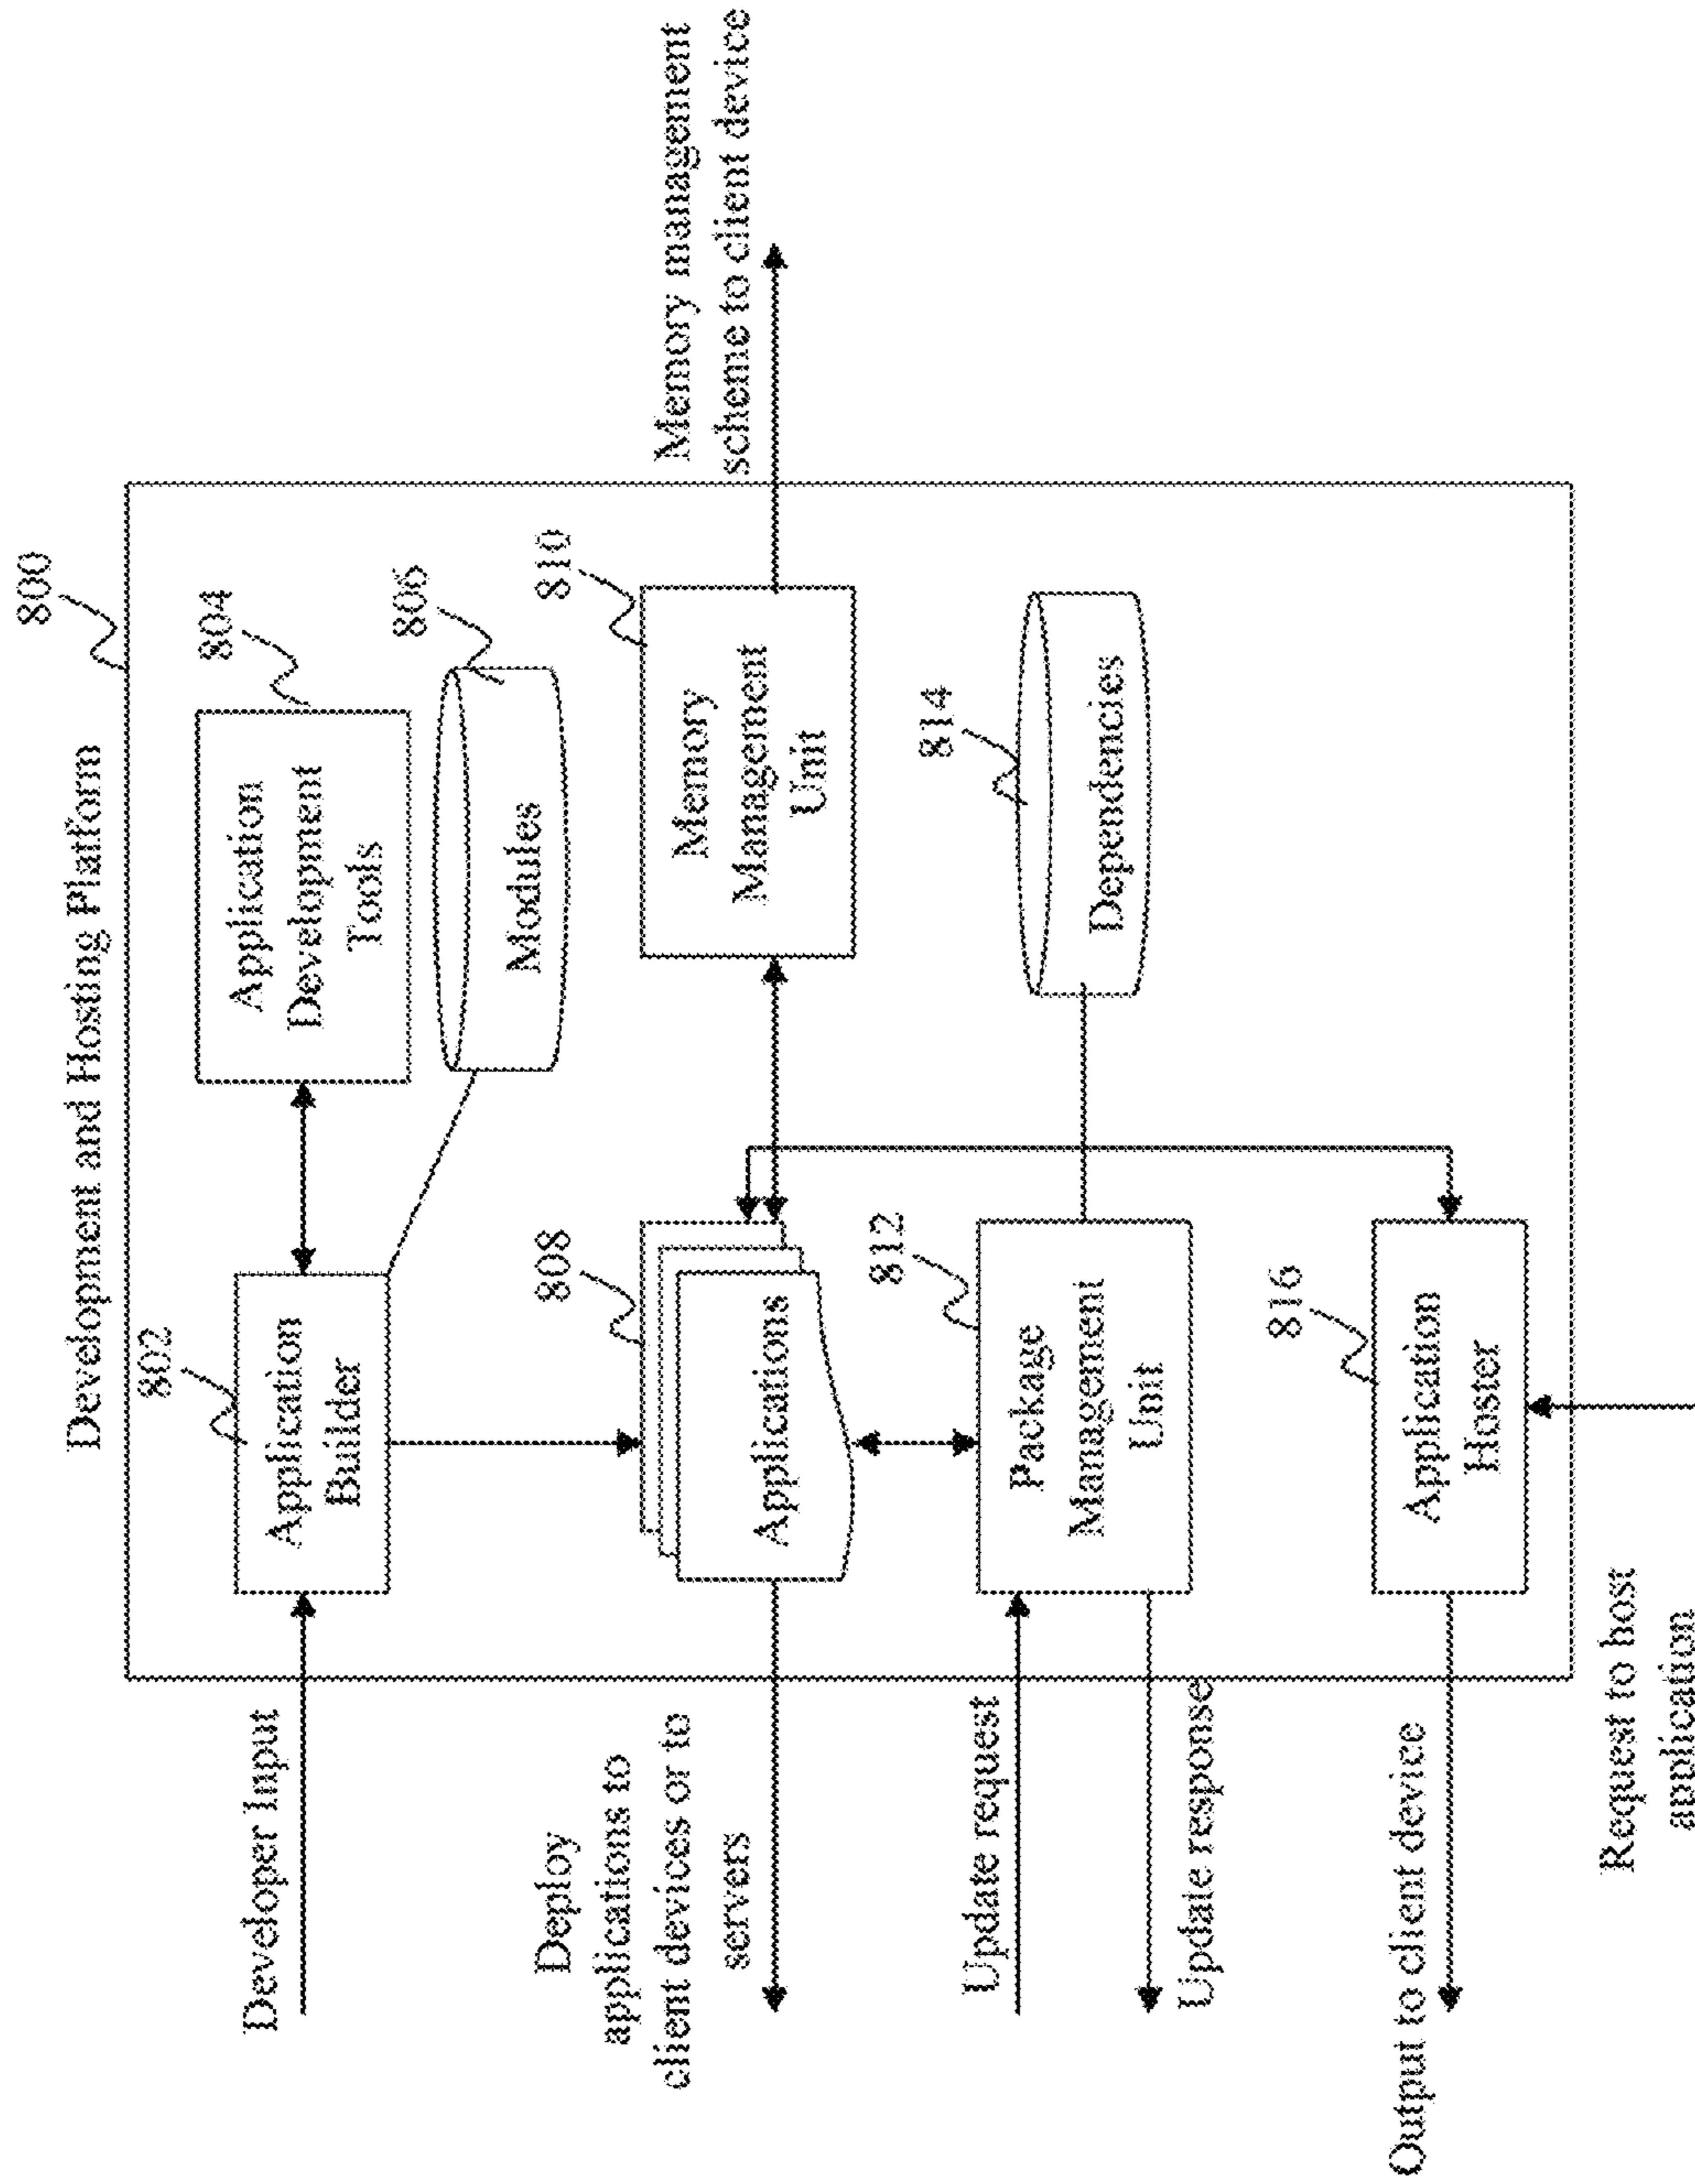 Development and Hosting Platform
800
Developer Input
802
Application
Builder
804
Application
Development
Tools
806
Modules
Deploy
applications to
client devices or to
servers
808
Applications
810
Memory
Management
Unit
Memory management
scheme to client device
Update request
Update response
812
Package
Management
Unit
814
Dependencies
Output to client device
816
Application
Hoster
Request to host
application